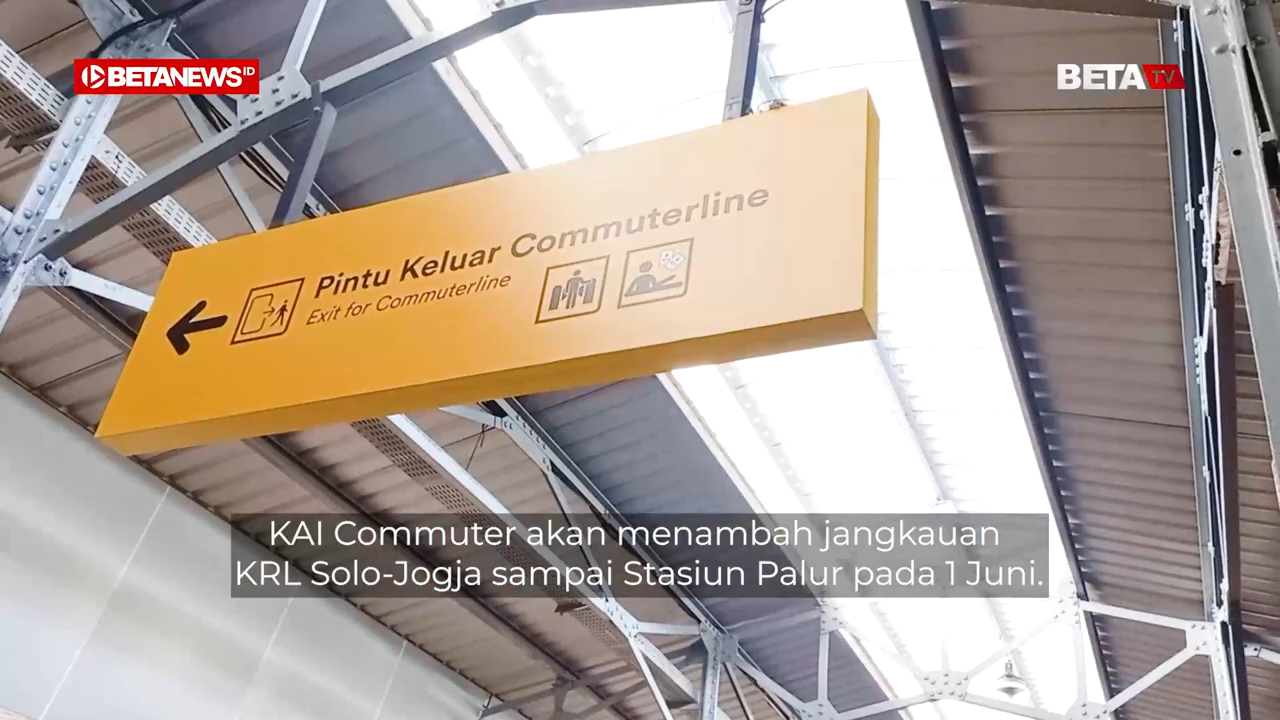 BETANEWS ID
BETA TV
Pintu Keluar Commuterline
Exit for Commuterline
KAI Commuter akan menambah jangkauan
KRL Solo-Jogja sampai Stasiun Palur pada 1 Juni.